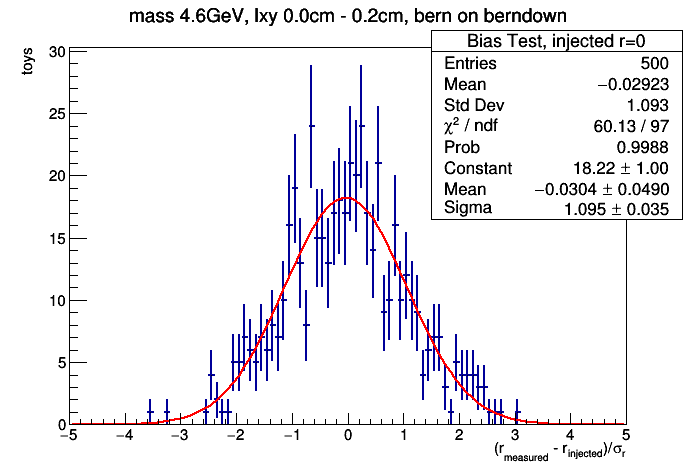 mass 4.6GeV, lxy 0.0cm - 0.2cm, bern on berndown
Bias Test, injected r=0
Entries 500
Mean −0.02923
Std Dev 1.093
χ² / ndf 60.13 / 97
Prob 0.9988
Constant 18.22 ± 1.00
Mean −0.0304 ± 0.0490
Sigma 1.095 ± 0.035
toys
30
25
20
15
10
5
0
−5 −4 −3 −2 −1 0 1 2 3 4 5
(r_measured - r_injected)/σ_r